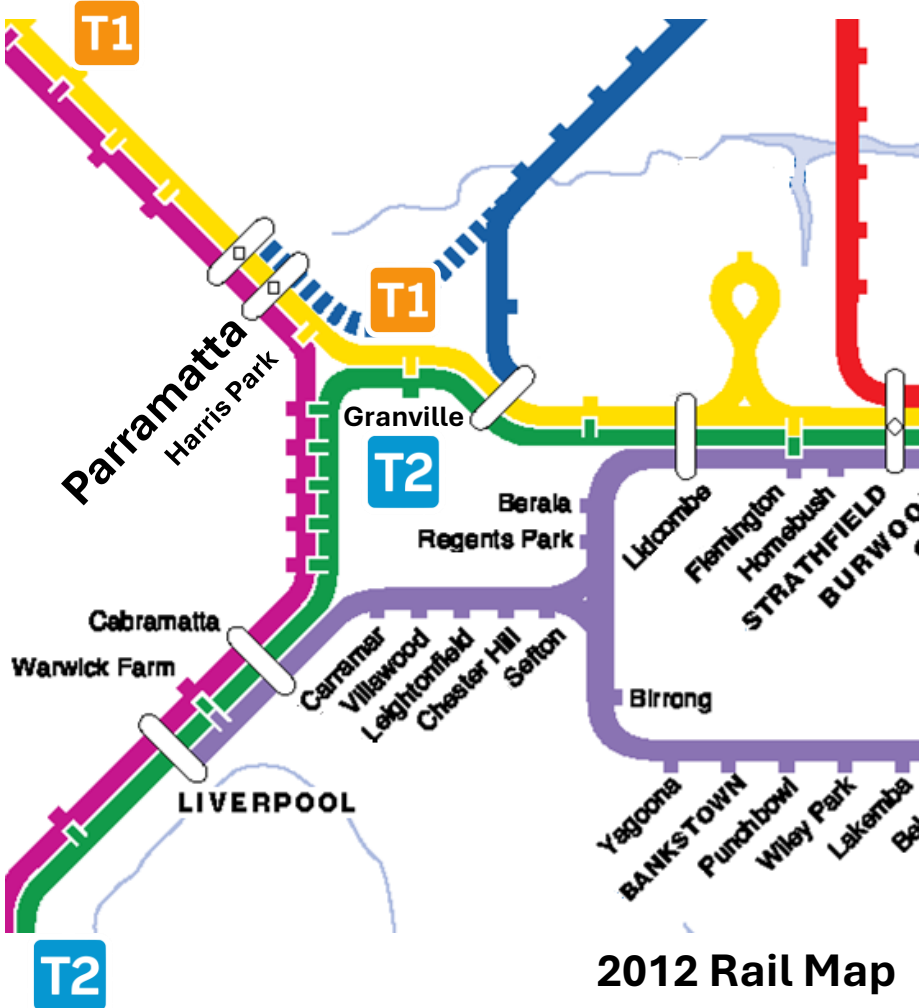 T1
T1
Parramatta
Harris Park
Granville
T2
Berala
Regents Park
Lidcombe
Flemington
Homebush
STRATHFIELD
Cabramatta
Warwick Farm
Carramar
Villawood
Leightonfield
Chester Hill
Sefton
Birrong
LIVERPOOL
Yagoona
BANKSTOWN
Punchbowl
Wiley Park
Lakemba
T2
2012 Rail Map